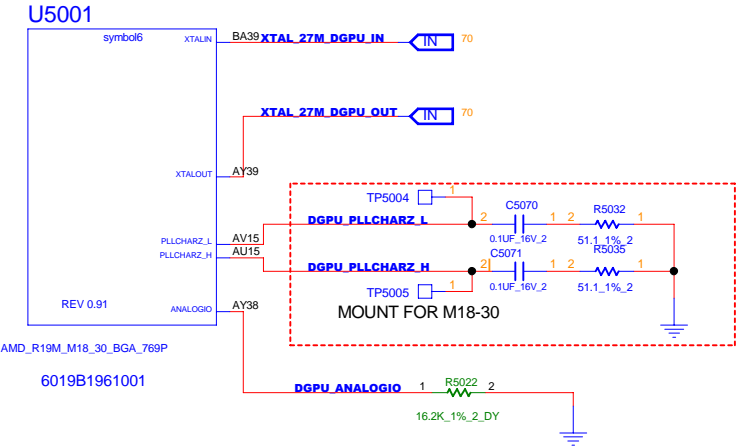 U5001
symbol6
XTALIN
BA39
XTAL_27M_DGPU_IN
IN
70
XTAL_27M_DGPU_OUT
IN
70
XTALOUT
AY39
TP5004
1
DGPU_PLLCHARZ_L
2
C5070
1
2
R5032
1
0.1UF_16V_2
51.1_1%_2
PLLCHARZ_L
AV15
PLLCHARZ_H
AU15
DGPU_PLLCHARZ_H
2
C5071
1
2
R5035
1
0.1UF_16V_2
51.1_1%_2
TP5005
1
MOUNT FOR M18-30
REV 0.91
ANALOGIO
AY38
AMD_R19M_M18_30_BGA_769P
6019B1961001
DGPU_ANALOGIO
1
R5022
2
16.2K_1%_2_DY